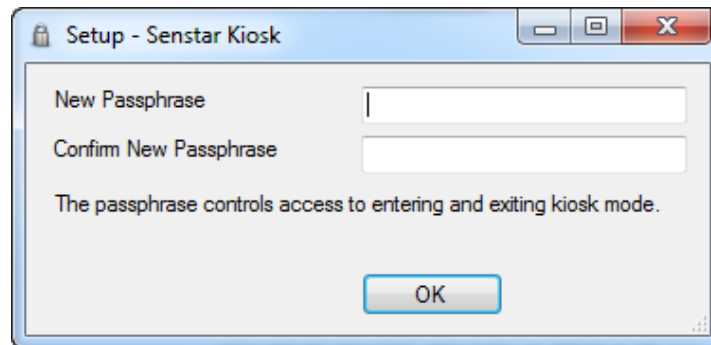 Setup - Senstar Kiosk
New Passphrase
Confirm New Passphrase
The passphrase controls access to entering and exiting kiosk mode.
OK